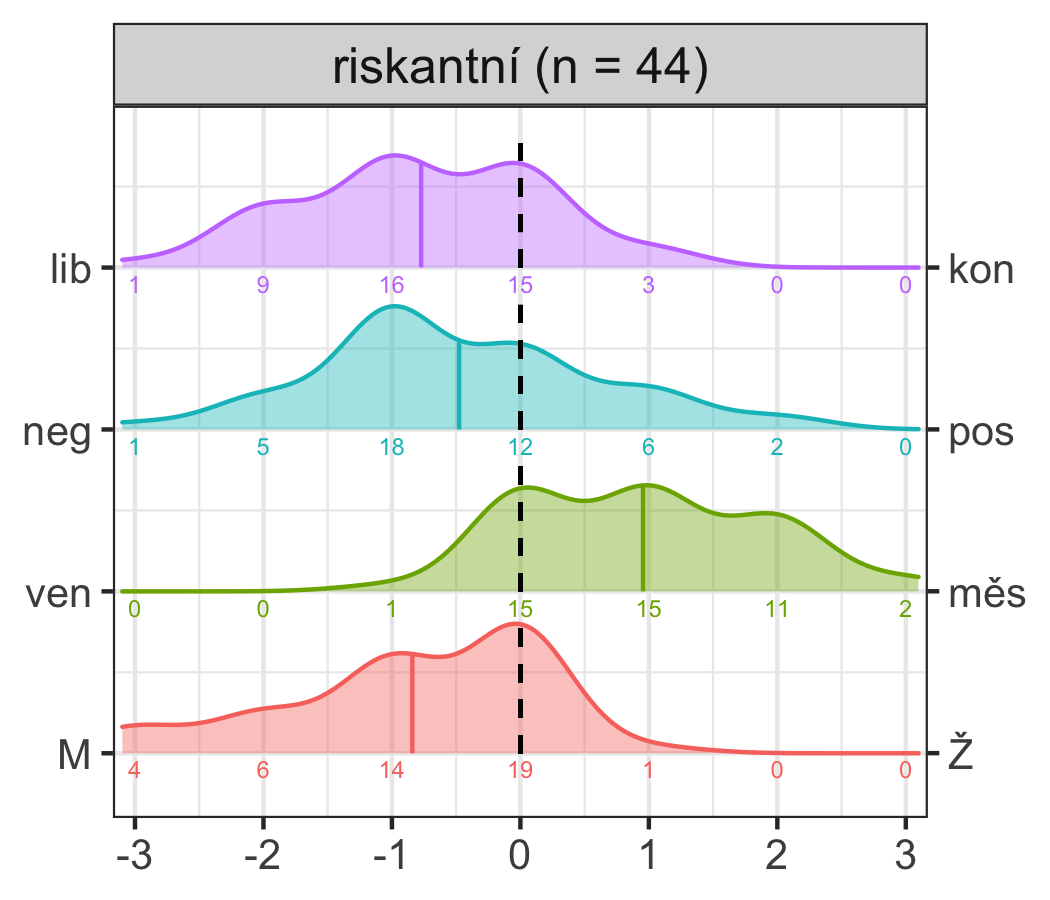 riskantní (n = 44)
lib kon
1 9 16 15 3 0 0
neg pos
1 5 18 12 6 2 0
ven měs
0 0 1 15 15 11 2
M Ž
4 6 14 19 1 0 0
-3 -2 -1 0 1 2 3